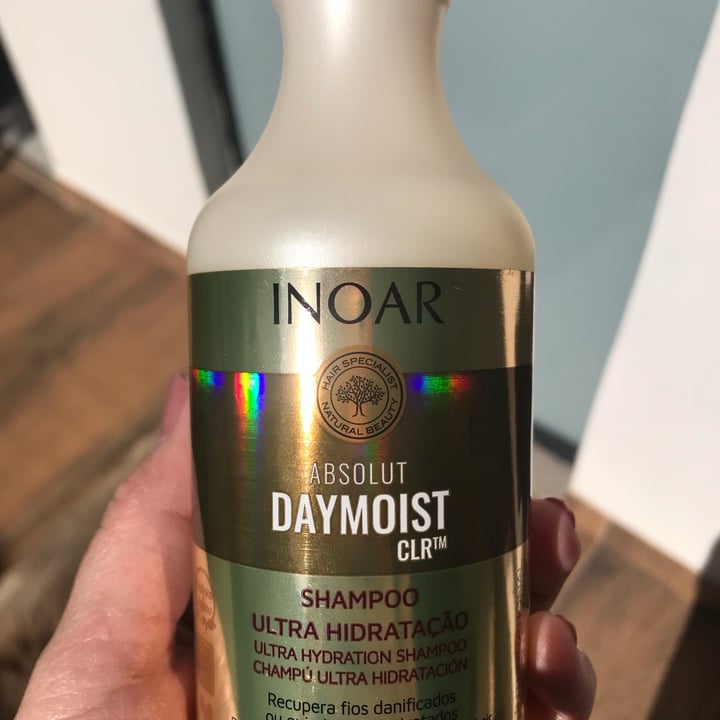 INOAR
HAIR SPECIALIST
NATURAL BEAUTY
ABSOLUT
DAYMOIST
CLR™
SHAMPOO
ULTRA HIDRATAÇÃO
ULTRA HYDRATION SHAMPOO
CHAMPÚ ULTRA HIDRATACIÓN
Recupera fios danificados
ou